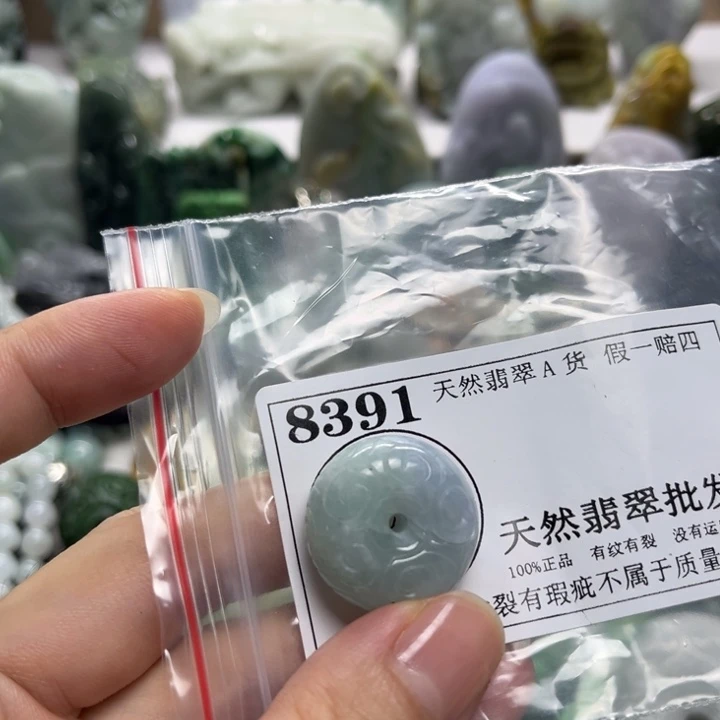 8391 天然翡翠 A 货 假一赔四
天然翡翠批发
100%正品 有纹有裂 没有运
裂有瑕疵不属于质量